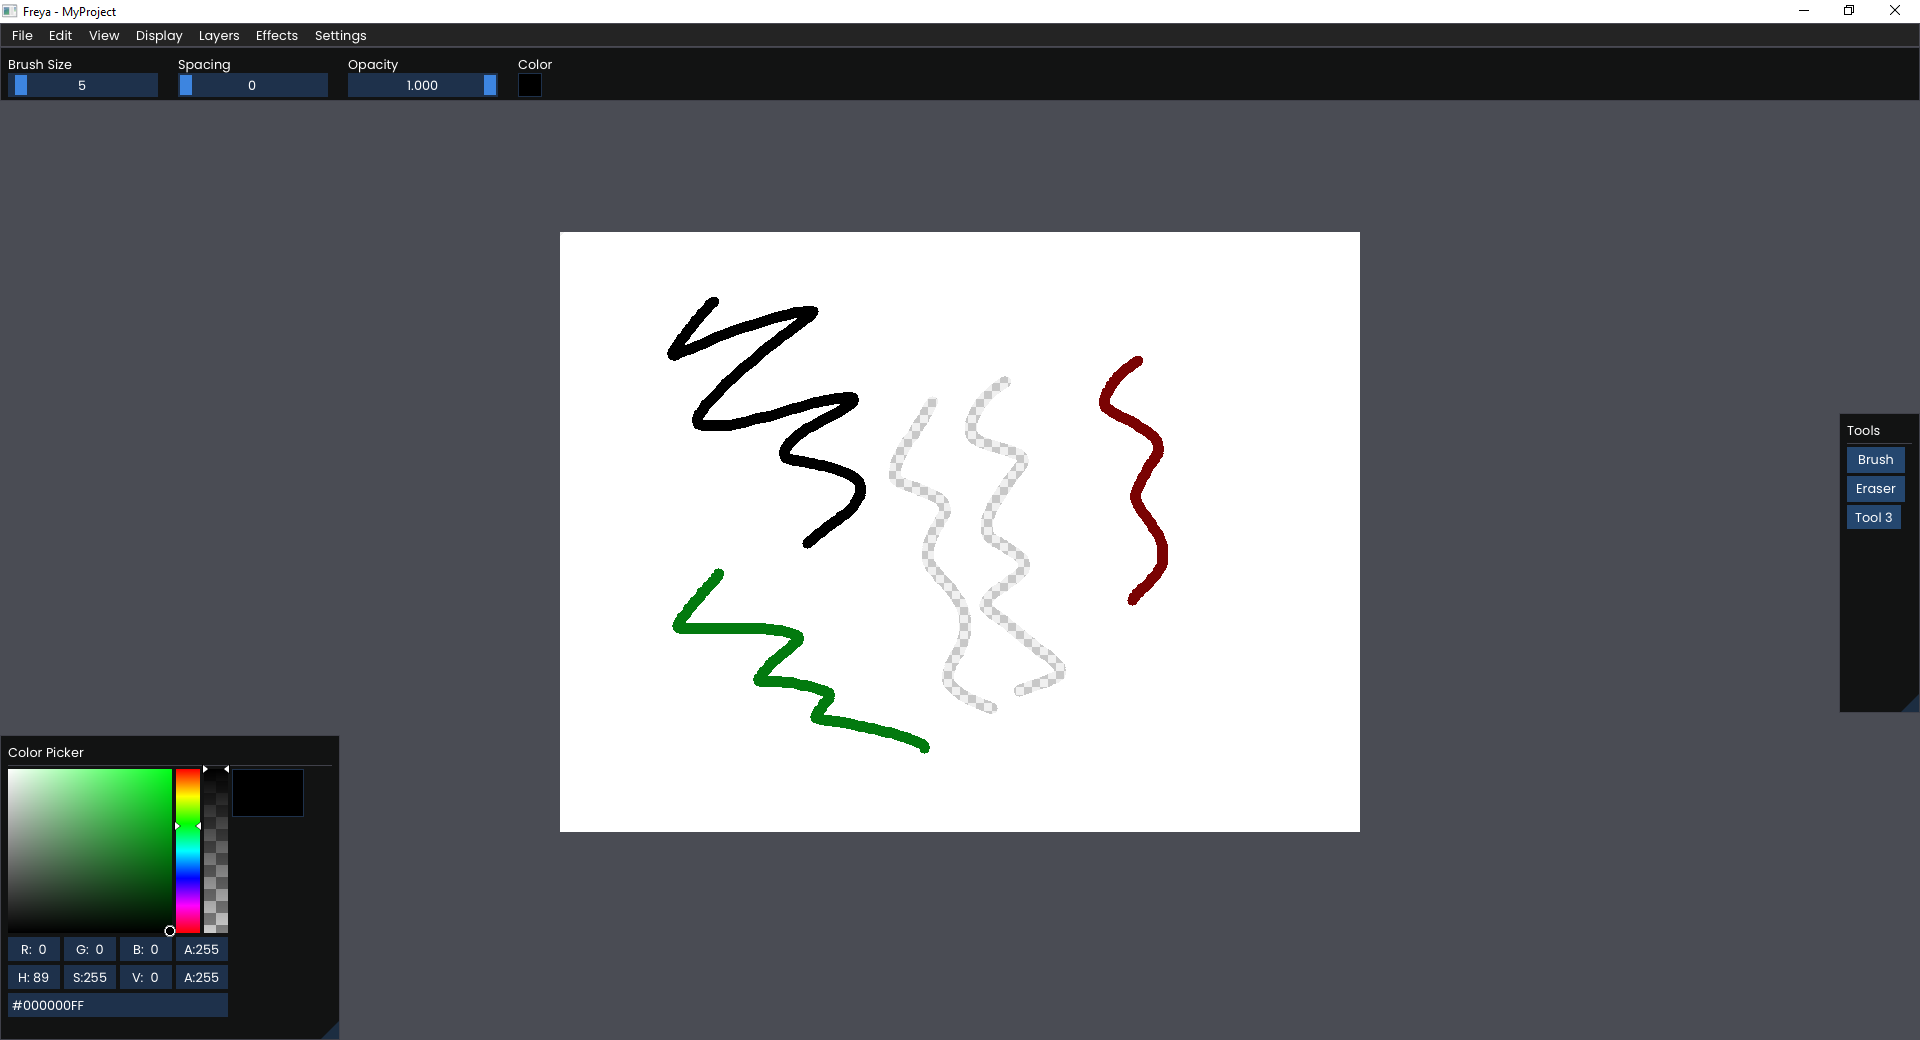 Freya - MyProject
File Edit View Display Layers Effects Settings
Brush Size Spacing Opacity Color
5 0 1.000
Tools
Brush
Eraser
Tool 3
Color Picker
R: 0 G: 0 B: 0 A:255
H: 89 S:255 V: 0 A:255
#000000FF